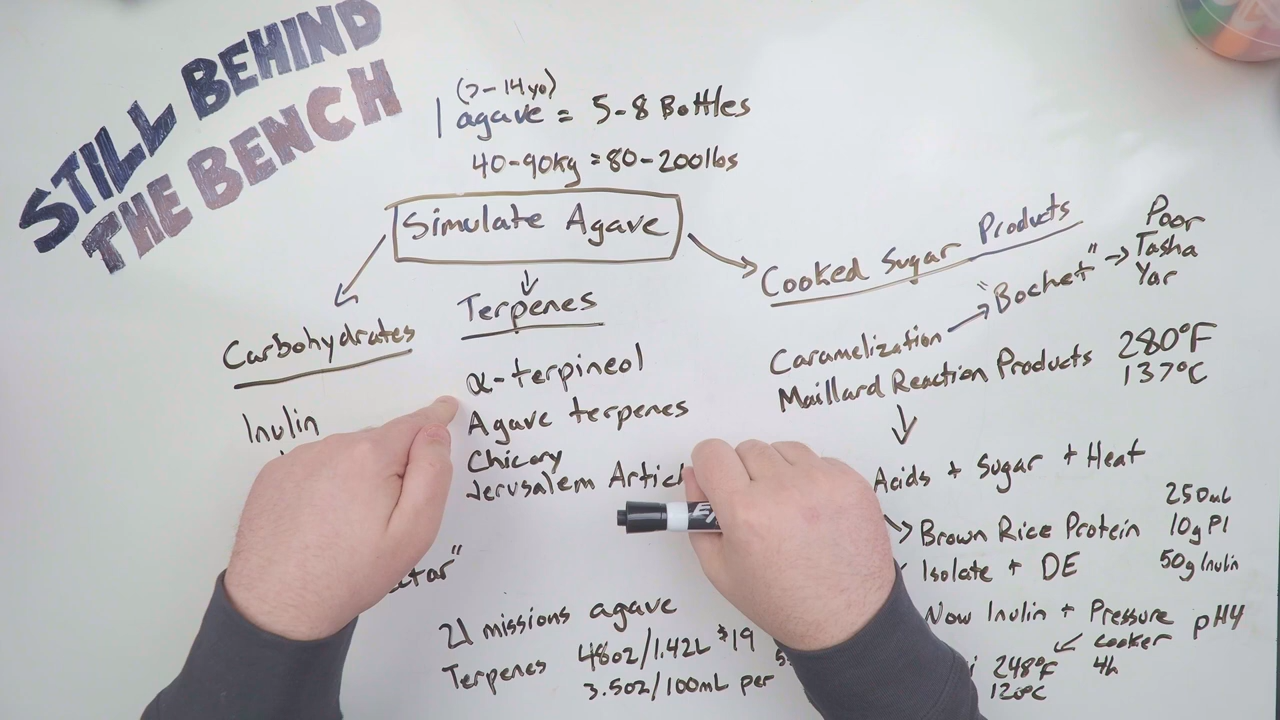 STILL BEHIND
THE BENCH
(7-14yo)
1 agave = 5-8 Bottles
40-90kg = 80-200lbs
Simulate Agave
Carbohydrates
Inulin
Terpenes
α-terpineol
Agave terpenes
Chicory
Jerusalem Artic
21 missions agave
Terpenes 48oz/1.42L $19
3.5oz/100mL per
Cooked Sugar Products
Caramelization → "Bochet" → Poor
Tasha
Yar
Maillard Reaction Products 280°F
137°C
Acids + Sugar + Heat
Brown Rice Protein
Isolate + DE
250mL
10g PI
50g Inulin
Now Inulin + Pressure
cooker pH4
248°F 4h
120°C